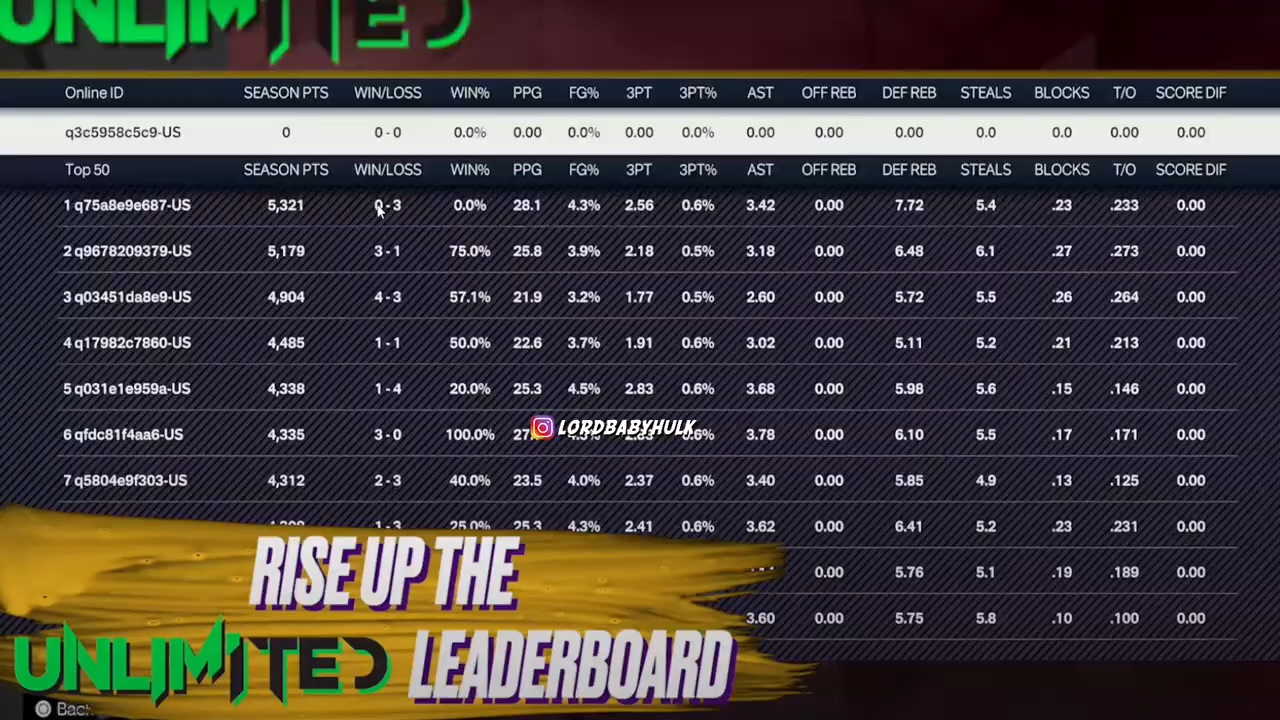 UNLIMITED
Online ID SEASON PTS WIN/LOSS WIN% PPG FG% 3PT 3PT% AST OFF REB DEF REB STEALS BLOCKS T/O SCORE DIF
q3c5958c5c9-US 0 0 - 0 0.0% 0.00 0.0% 0.00 0.0% 0.00 0.00 0.00 0.0 0.0 0.00 0.00
Top 50 SEASON PTS WIN/LOSS WIN% PPG FG% 3PT 3PT% AST OFF REB DEF REB STEALS BLOCKS T/O SCORE DIF
1 q75a8e9e687-US 5,321 0 - 3 0.0% 28.1 4.3% 2.56 0.6% 3.42 0.00 7.72 5.4 .23 .233 0.00
2 q9678209379-US 5,179 3 - 1 75.0% 25.8 3.9% 2.18 0.5% 3.18 0.00 6.48 6.1 .27 .273 0.00
3 q03451da8e9-US 4,904 4 - 3 57.1% 21.9 3.2% 1.77 0.5% 2.60 0.00 5.72 5.5 .26 .264 0.00
4 q17982c7860-US 4,485 1 - 1 50.0% 22.6 3.7% 1.91 0.6% 3.02 0.00 5.11 5.2 .21 .213 0.00
5 q031e1e959a-US 4,338 1 - 4 20.0% 25.3 4.5% 2.83 0.6% 3.68 0.00 5.98 5.6 .15 .146 0.00
LORDBABYHULK
6 qfdc81f4aa6-US 4,335 3 - 0 100.0% 3.78 0.00 6.10 5.5 .17 .171 0.00
7 q5804e9f303-US 4,312 2 - 3 40.0% 23.5 4.0% 2.37 0.6% 3.40 0.00 5.85 4.9 .13 .125 0.00
1 - 3 25.0% 25.3 4.3% 2.41 0.6% 3.62 0.00 6.41 5.2 .23 .231 0.00
0.00 5.76 5.1 .19 .189 0.00
3.60 0.00 5.75 5.8 .10 .100 0.00
RISE UP THE
UNLIMITED LEADERBOARD
Back